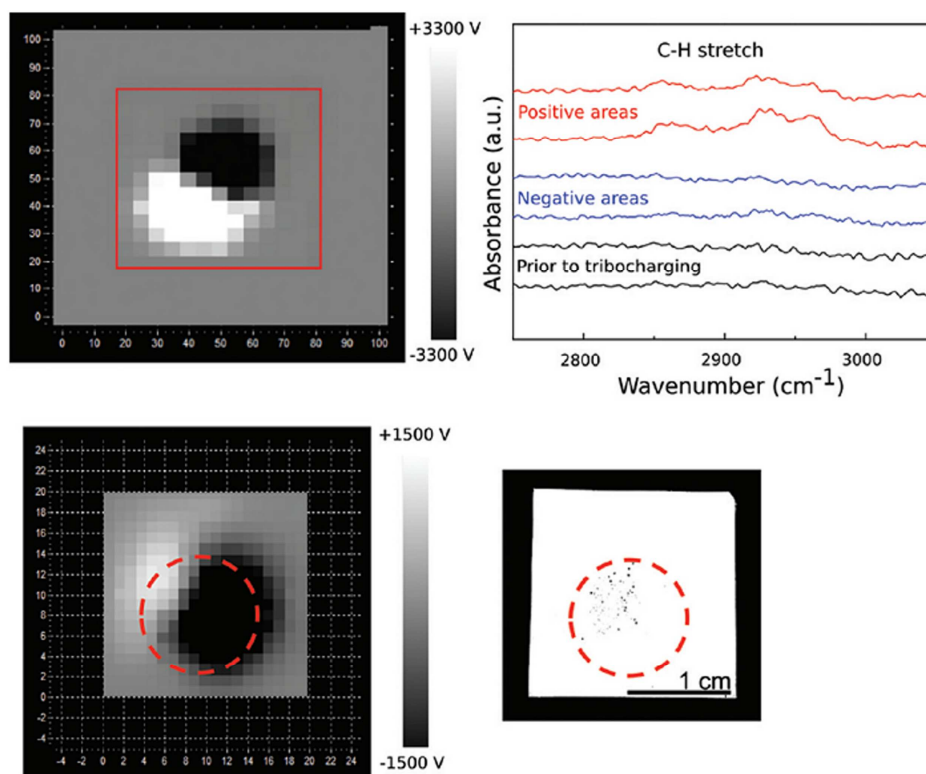 +3300 V
100
90
80
70
60
50
40
30
20
10
0
0 10 20 30 40 50 60 70 80 90 100
-3300 V
C-H stretch
Positive areas
Negative areas
Prior to tribocharging
Absorbance (a.u.)
2800 2900 3000
Wavenumber (cm⁻¹)
+1500 V
24
22
20
18
16
14
12
10
8
6
4
2
0
-2
-4
-4 -2 0 2 4 6 8 10 12 14 16 18 20 22 24
-1500 V
1 cm